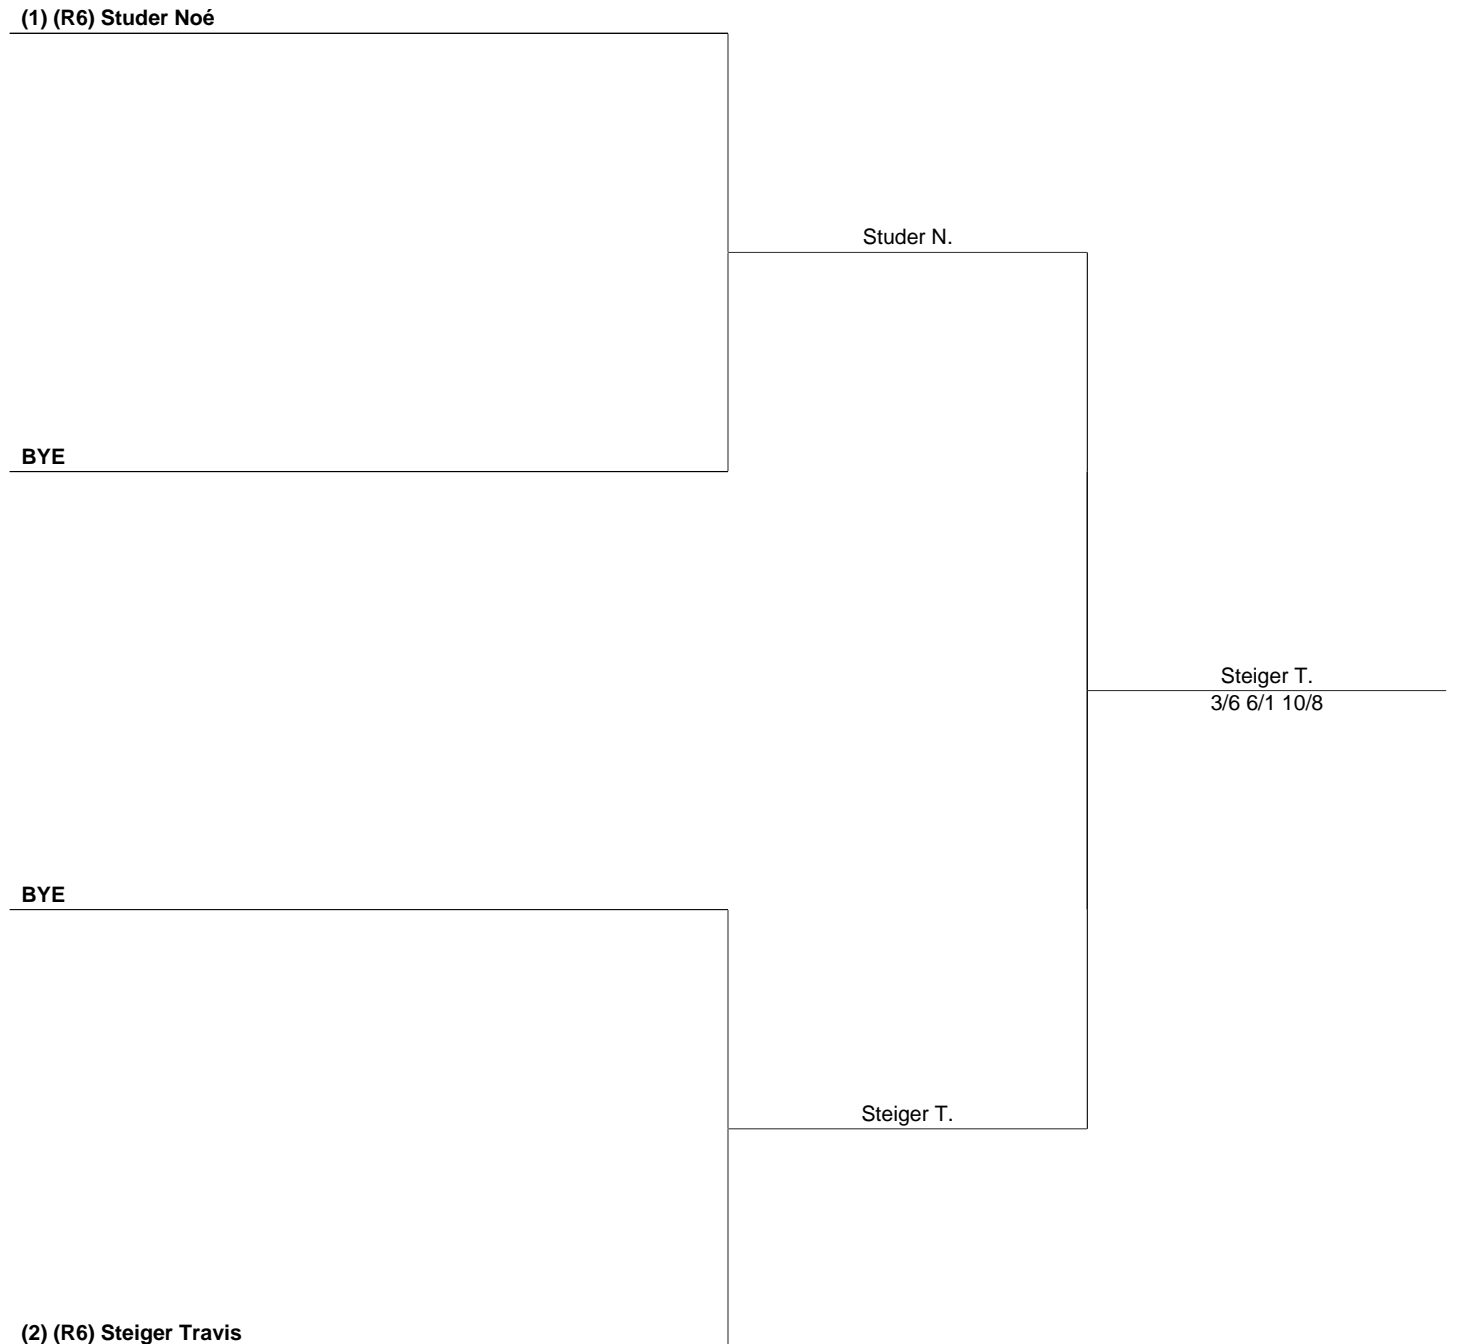 (1) (R6) Studer Noé
Studer N.
BYE
Steiger T.
3/6 6/1 10/8
BYE
Steiger T.
(2) (R6) Steiger Travis